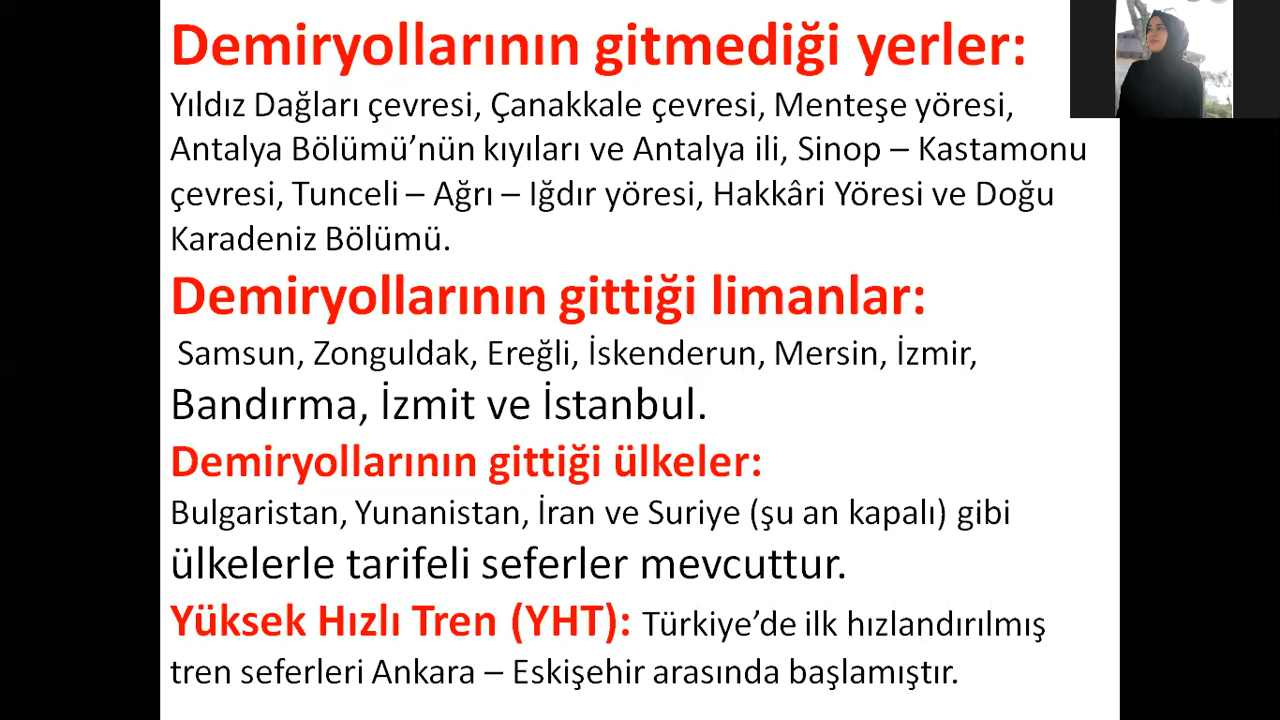 Demiryollarının gitmediği yerler:
Yıldız Dağları çevresi, Çanakkale çevresi, Menteşe yöresi,
Antalya Bölümü’nün kıyıları ve Antalya ili, Sinop – Kastamonu
çevresi, Tunceli – Ağrı – Iğdır yöresi, Hakkâri Yöresi ve Doğu
Karadeniz Bölümü.
Demiryollarının gittiği limanlar:
Samsun, Zonguldak, Ereğli, İskenderun, Mersin, İzmir,
Bandırma, İzmit ve İstanbul.
Demiryollarının gittiği ülkeler:
Bulgaristan, Yunanistan, İran ve Suriye (şu an kapalı) gibi
ülkelerle tarifeli seferler mevcuttur.
Yüksek Hızlı Tren (YHT): Türkiye’de ilk hızlandırılmış
tren seferleri Ankara – Eskişehir arasında başlamıştır.